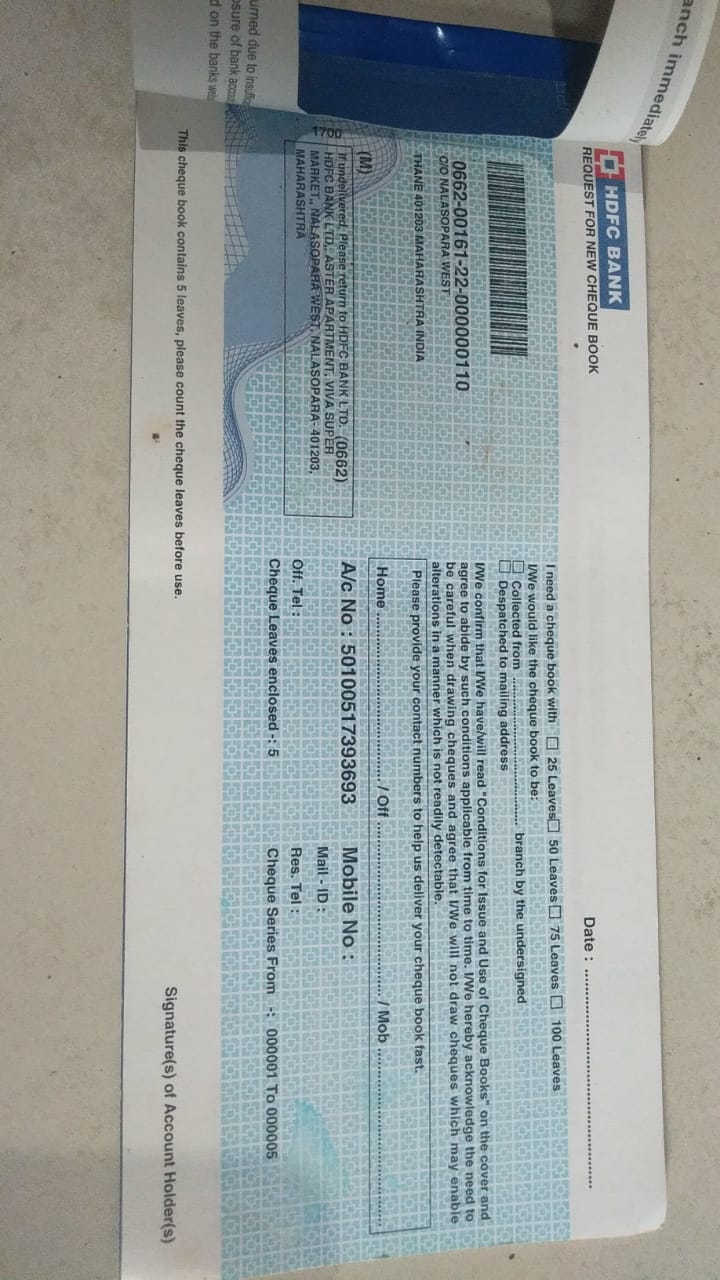 anch immediately
urned due to insuffic
osure of bank accou
d on the banks web
HDFC BANK
REQUEST FOR NEW CHEQUE BOOK
Date : ........................................
0662-00161-22-000000110
C/O NALASOPARA WEST
THANE 401203 MAHARASHTRA INDIA
(M)
1700
If undelivered, Please return to HDFC BANK LTD. (0662)
HDFC BANK LTD., ASTER APARTMENT, VIVA SUPER
MARKET,, NALASOPARA WEST, NALASOPARA- 401203,
MAHARASHTRA
I need a cheque book with ☐ 25 Leaves ☐ 50 Leaves ☐ 75 Leaves ☐ 100 Leaves
I/We would like the cheque book to be:
☐ Collected from ........................................ branch by the undersigned
☐ Despatched to mailing address
I/We confirm that I/We have/will read "Conditions for Issue and Use of Cheque Books" on the cover and
agree to abide by such conditions applicable from time to time. I/We hereby acknowledge the need to
be careful when drawing cheques and agree that I/We will not draw cheques which may enable
alterations in a manner which is not readily detectable.
Please provide your contact numbers to help us deliver your cheque book fast.
Home ........................................ / Off ........................................ / Mob ........................................
A/c No : 50100517393693 Mobile No :
Mail - ID :
Off. Tel : Res. Tel :
Cheque Leaves enclosed -: 5 Cheque Series From -: 000001 To 000005
This cheque book contains 5 leaves, please count the cheque leaves before use.
Signature(s) of Account Holder(s)